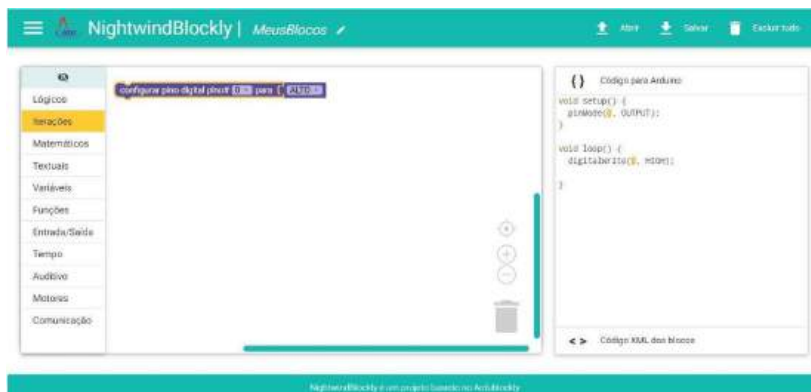 NightwindBlockly | MeusBlocos
Abrir
Salvar
Excluir tudo
Lógicos
Iterações
Matemáticos
Textuais
Variáveis
Funções
Entrada/Saída
Tempo
Auditivo
Motores
Comunicação
configurar pino digital pino# 0 para ALTO
{} Código para Arduino
void setup() {
pinMode(0, OUTPUT);
}
void loop() {
digitalWrite(0, HIGH);
}
< > Código XML dos blocos
NightwindBlockly é um projeto baseado no Ardublockly